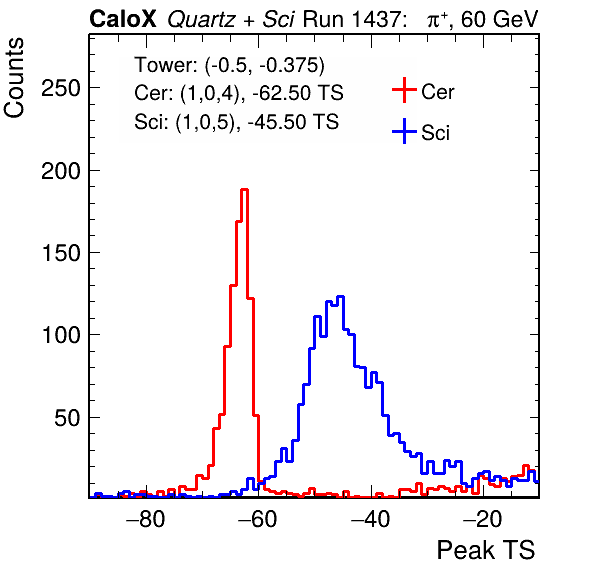 CaloX Quartz + Sci Run 1437: π⁺, 60 GeV
Counts
Tower: (-0.5, -0.375)
Cer: (1,0,4), -62.50 TS
Sci: (1,0,5), -45.50 TS
Cer
Sci
250
200
150
100
50
−80 −60 −40 −20
Peak TS